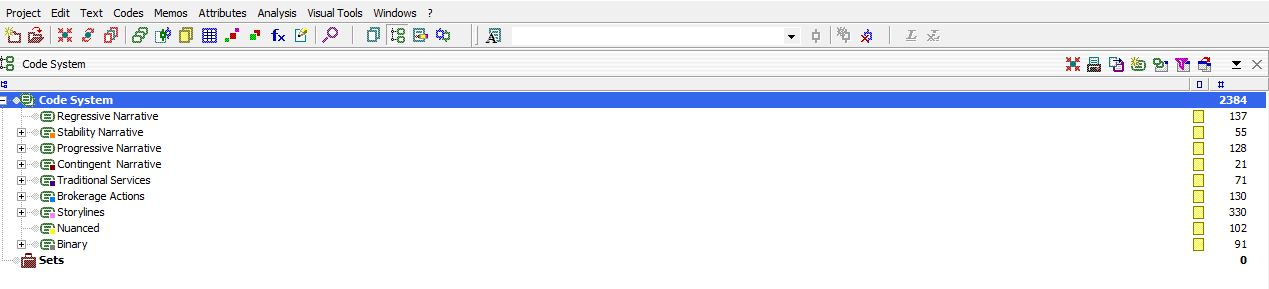 Project Edit Text Codes Memos Attributes Analysis Visual Tools Windows ?
fx A
Code System
#
Code System 2384
Regressive Narrative 137
Stability Narrative 55
Progressive Narrative 128
Contingent Narrative 21
Traditional Services 71
Brokerage Actions 130
Storylines 330
Nuanced 102
Binary 91
Sets 0